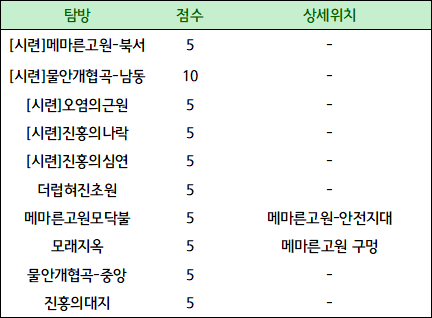 탐방 점수 상세위치
[시련]메마른고원-북서 5 -
[시련]물안개협곡-남동 10 -
[시련]오염의근원 5 -
[시련]진홍의나락 5 -
[시련]진홍의심연 5 -
더럽혀진초원 5 -
메마른고원모닥불 5 메마른고원-안전지대
모래지옥 5 메마른고원 구멍
물안개협곡-중앙 5 -
진홍의대지 5 -